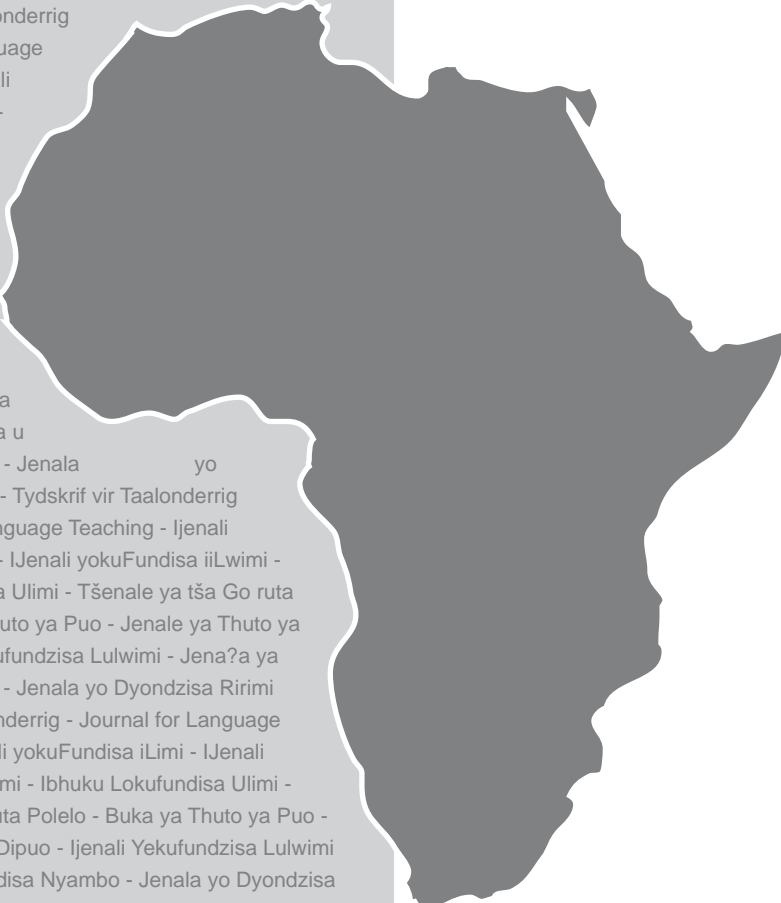 onderrig
uage
li
-
a
a u
- Jenala yo
- Tydskrif vir Taalonderrig
nguage Teaching - Ijenali
- IJenali yokuFundisa iiLwimi -
a Ulimi - Tšenale ya tša Go ruta
uto ya Puo - Jenale ya Thuto ya
ufundzisa Lulwimi - Jena?a ya
- Jenala yo Dyondzisa Ririmi
nderrig - Journal for Language
li yokuFundisa iLimi - IJenali
mi - Ibhuku Lokufundisa Ulimi -
uta Polelo - Buka ya Thuto ya Puo -
Dipuo - Ijenali Yekufundzisa Lulwimi
disa Nyambo - Jenala yo Dyondzisa